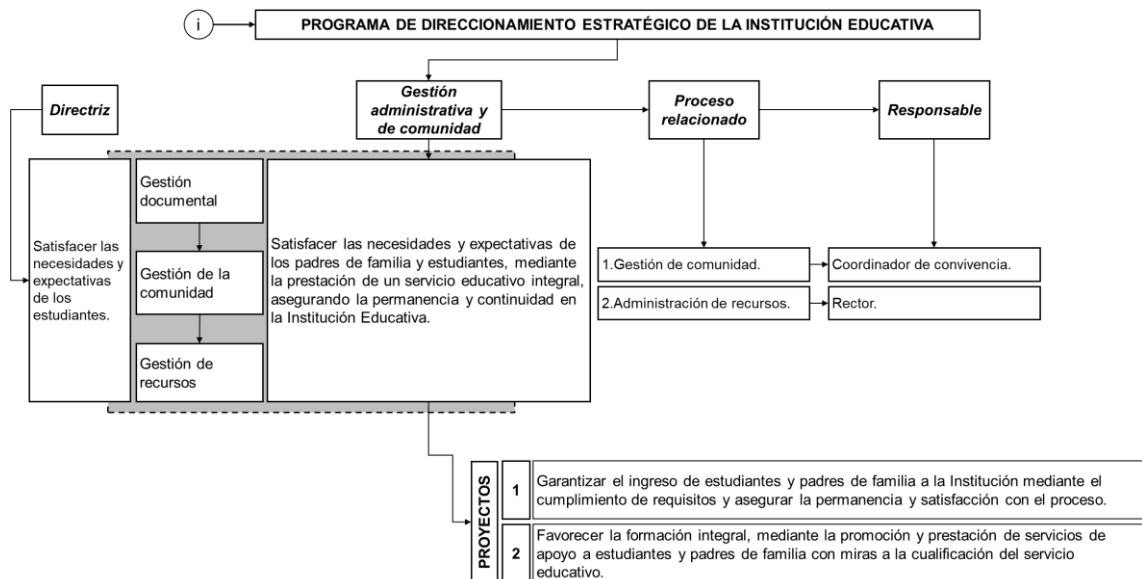 i
PROGRAMA DE DIRECCIONAMIENTO ESTRATÉGICO DE LA INSTITUCIÓN EDUCATIVA
Directriz
Gestión
administrativa y
de comunidad
Proceso
relacionado
Responsable
Satisfacer las
necesidades y
expectativas
de los
estudiantes.
Gestión
documental
Gestión de la
comunidad
Gestión de
recursos
Satisfacer las necesidades y expectativas de
los padres de familia y estudiantes, mediante
la prestación de un servicio educativo integral,
asegurando la permanencia y continuidad en
la Institución Educativa.
1.Gestión de comunidad.
Coordinador de convivencia.
2.Administración de recursos.
Rector.
PROYECTOS
1
Garantizar el ingreso de estudiantes y padres de familia a la Institución mediante el
cumplimiento de requisitos y asegurar la permanencia y satisfacción con el proceso.
2
Favorecer la formación integral, mediante la promoción y prestación de servicios de
apoyo a estudiantes y padres de familia con miras a la cualificación del servicio
educativo.